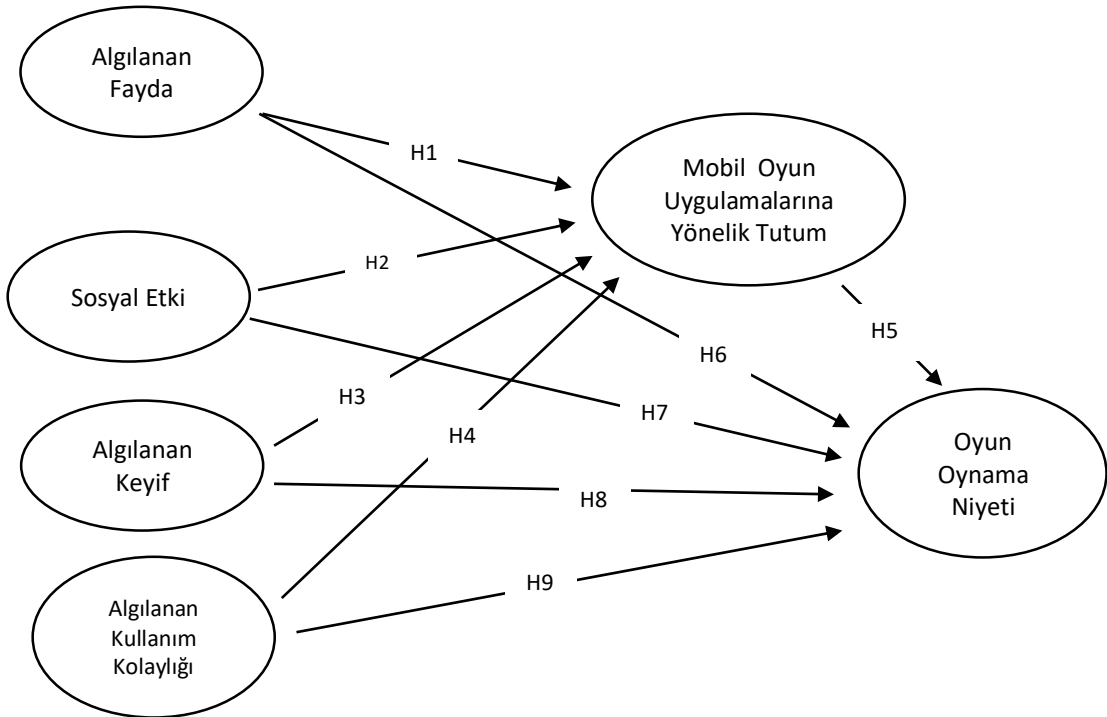 Algılanan
Fayda
H1
Mobil Oyun
Uygulamalarına
Yönelik Tutum
H2
Sosyal Etki
H5
H6
H3
H7
H4
Algılanan
Keyif
Oyun
Oynama
Niyeti
H8
H9
Algılanan
Kullanım
Kolaylığı